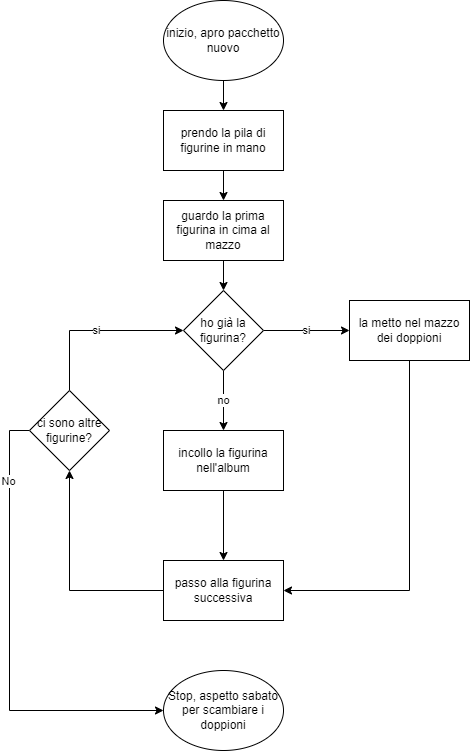 inizio, apro pacchetto
nuovo
prendo la pila di
figurine in mano
guardo la prima
figurina in cima al
mazzo
ho già la
figurina?
si
si
la metto nel mazzo
dei doppioni
no
ci sono altre
figurine?
incollo la figurina
nell'album
No
passo alla figurina
successiva
Stop, aspetto sabato
per scambiare i
doppioni